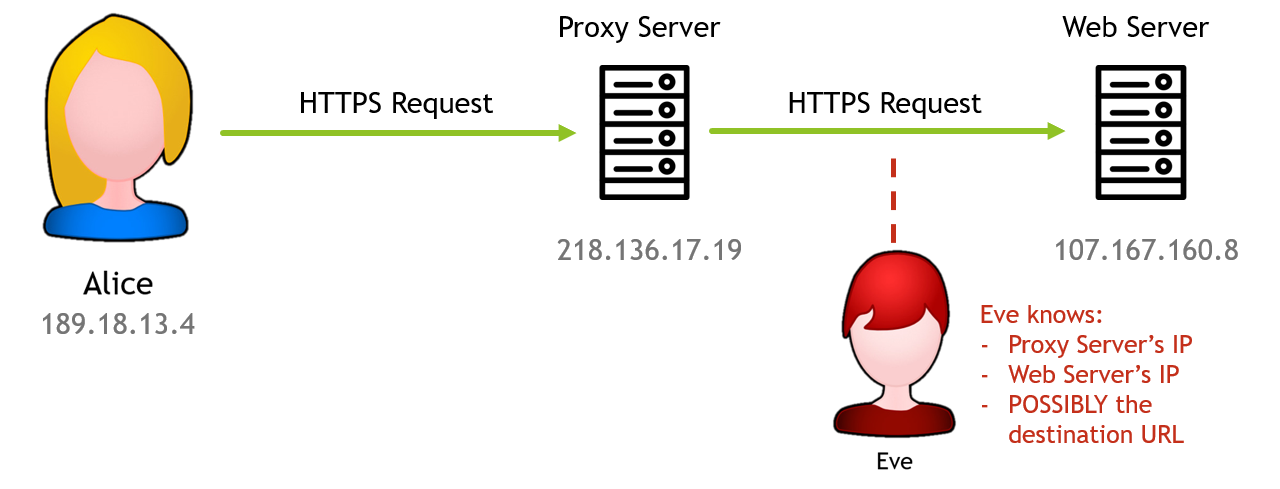 Proxy Server
Web Server
HTTPS Request
HTTPS Request
218.136.17.19
107.167.160.8
Alice
189.18.13.4
Eve knows:
- Proxy Server’s IP
- Web Server’s IP
- POSSIBLY the
destination URL
Eve